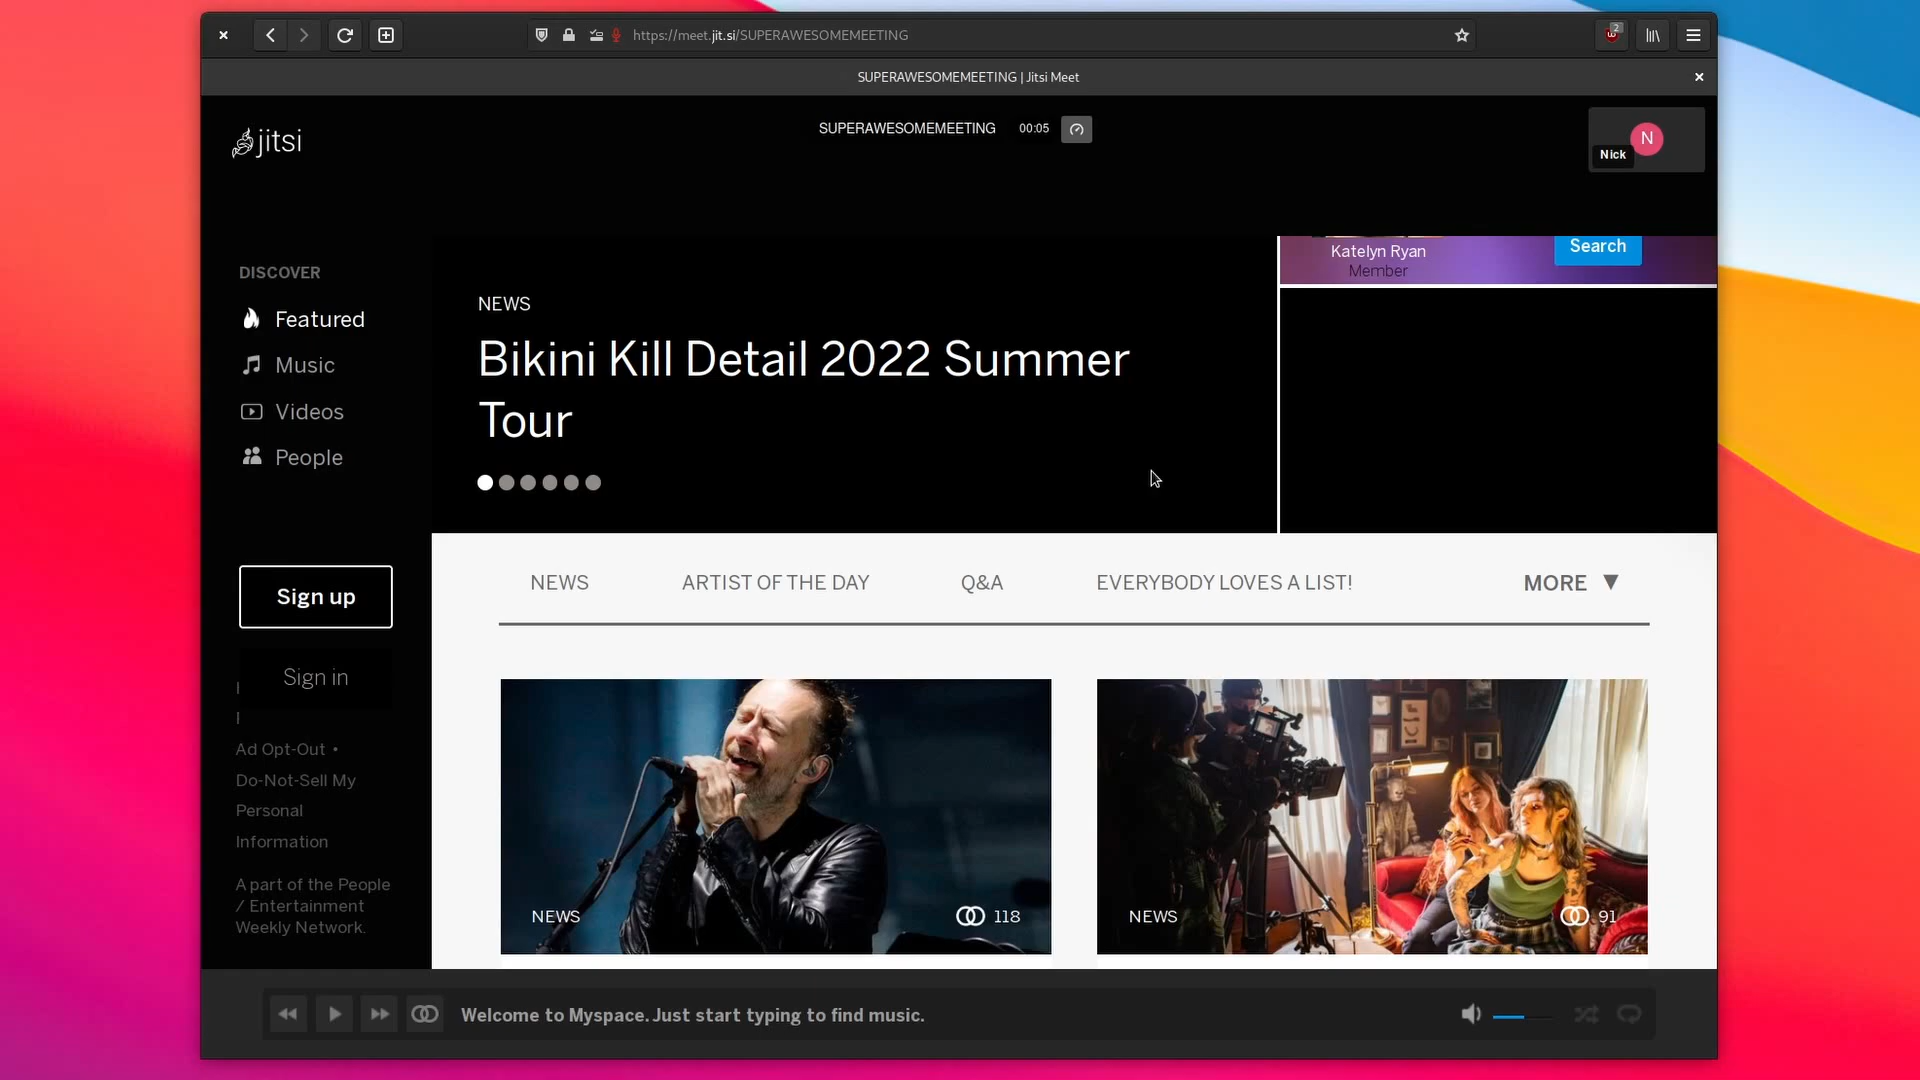 2
https://meet.jit.si/SUPERAWESOMEMEETING
SUPERAWESOMEMEETING | Jitsi Meet
jitsi
SUPERAWESOMEMEETING 00:05
N
Nick
DISCOVER
Featured
Music
Videos
People
Sign up
Sign in
Ad Opt-Out •
Do-Not-Sell My
Personal
Information
A part of the People
/ Entertainment
Weekly Network.
NEWS
Bikini Kill Detail 2022 Summer
Tour
Katelyn Ryan
Member
Search
NEWS ARTIST OF THE DAY Q&A EVERYBODY LOVES A LIST! MORE ▼
NEWS 118
NEWS 91
Welcome to Myspace. Just start typing to find music.